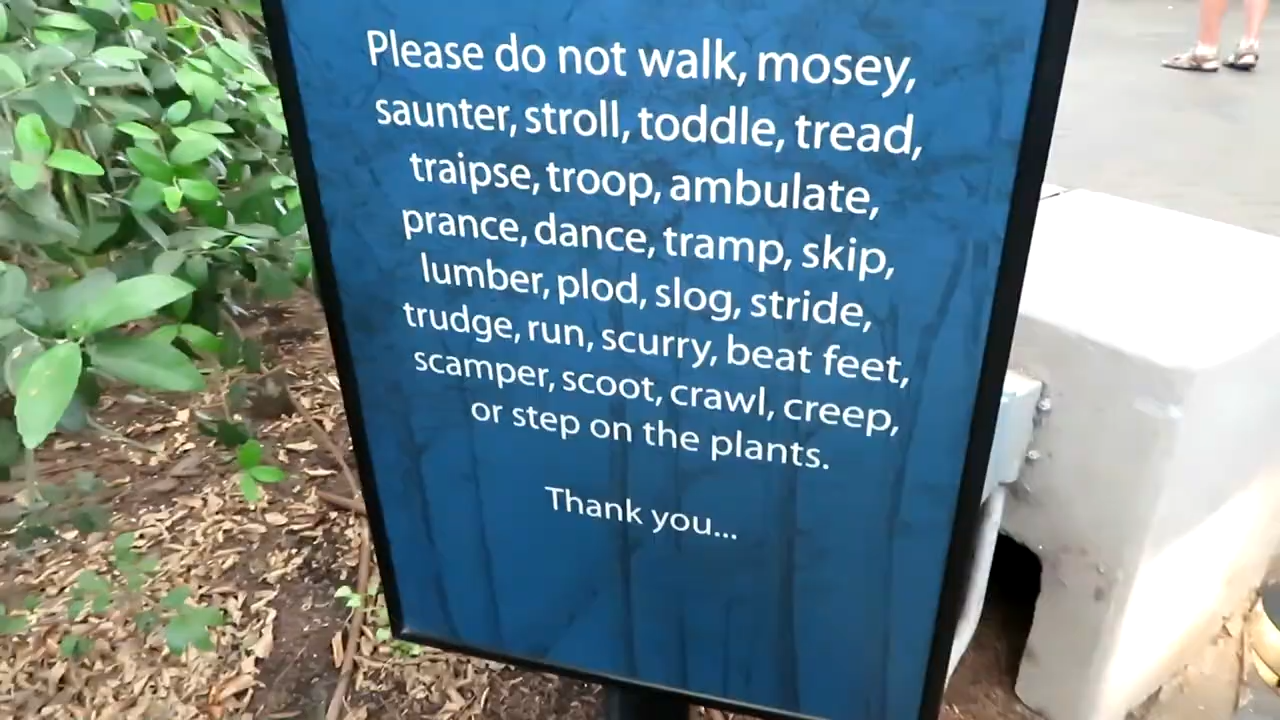 Please do not walk, mosey,
saunter, stroll, toddle, tread,
traipse, troop, ambulate,
prance, dance, tramp, skip,
lumber, plod, slog, stride,
trudge, run, scurry, beat feet,
scamper, scoot, crawl, creep,
or step on the plants.
Thank you...